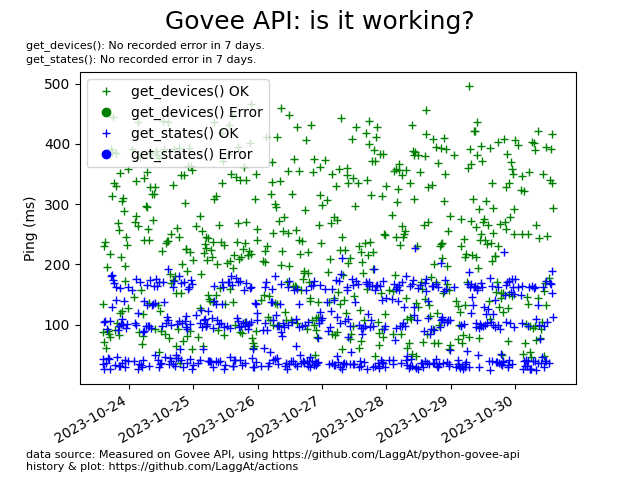 Govee API: is it working?
get_devices(): No recorded error in 7 days.
get_states(): No recorded error in 7 days.
500
400
300
200
100
Ping (ms)
get_devices() OK
get_devices() Error
get_states() OK
get_states() Error
2023-10-24
2023-10-25
2023-10-26
2023-10-27
2023-10-28
2023-10-29
2023-10-30
data source: Measured on Govee API, using https://github.com/LaggAt/python-govee-api
history & plot: https://github.com/LaggAt/actions